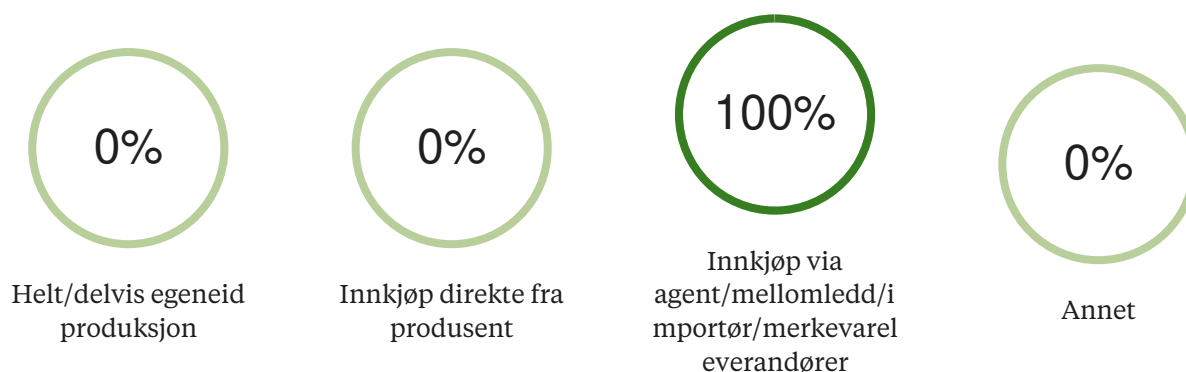 0%
Helt/delvis egeneid
produksjon
0%
Innkjøp direkte fra
produsent
100%
Innkjøp via
agent/mellomledd/i
mportør/merkevarel
everandører
0%
Annet